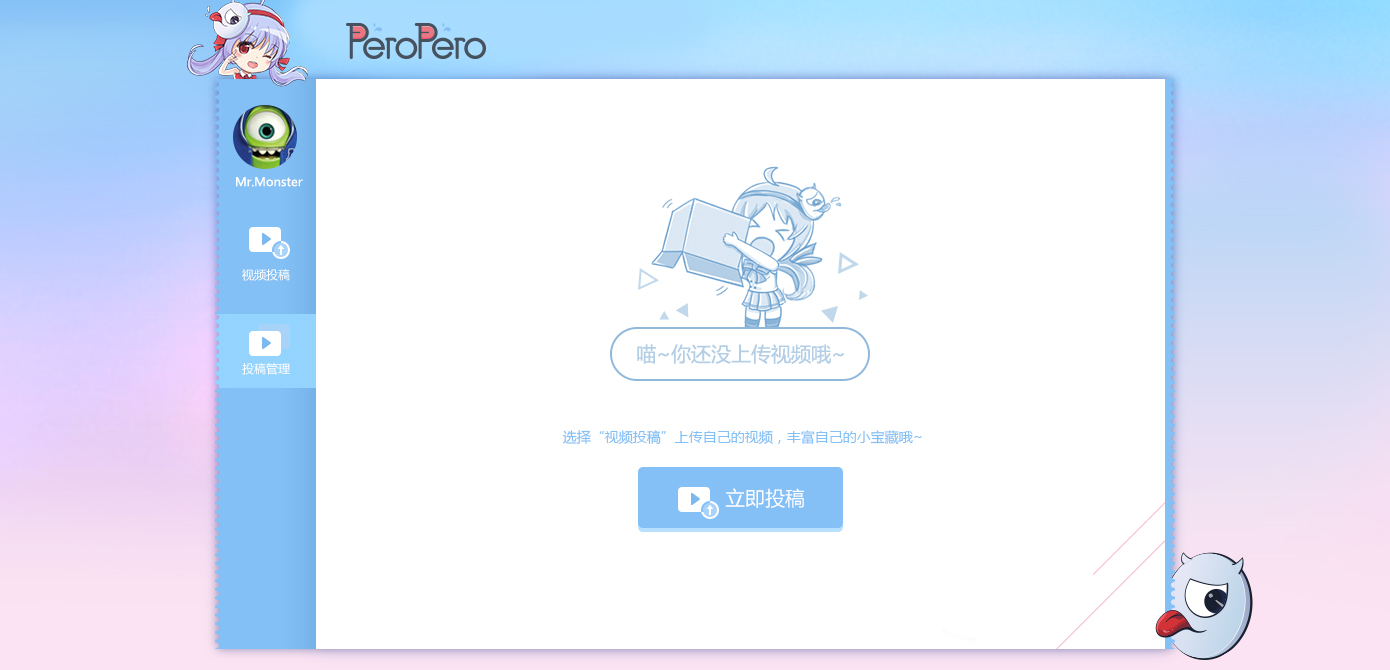 PeroPero
Mr.Monster
视频投稿
投稿管理
喵~你还没上传视频哦~
选择“视频投稿”上传自己的视频，丰富自己的小宝藏哦~
立即投稿